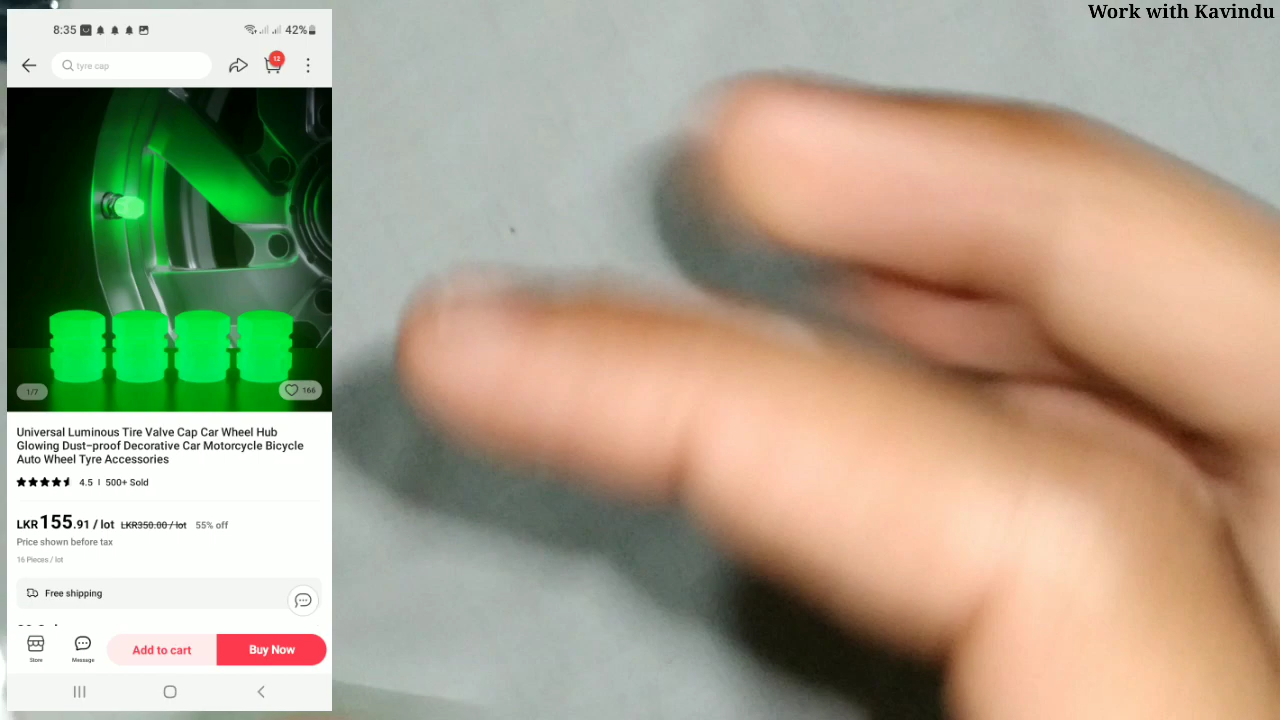 Work with Kavindu
8:35
42%
tyre cap
12
1/7
166
Universal Luminous Tire Valve Cap Car Wheel Hub
Glowing Dust-proof Decorative Car Motorcycle Bicycle
Auto Wheel Tyre Accessories
4.5 | 500+ Sold
LKR155.91 / lot LKR350.00 / lot 55% off
Price shown before tax
16 Pieces / lot
Free shipping
Store
Message
Add to cart
Buy Now